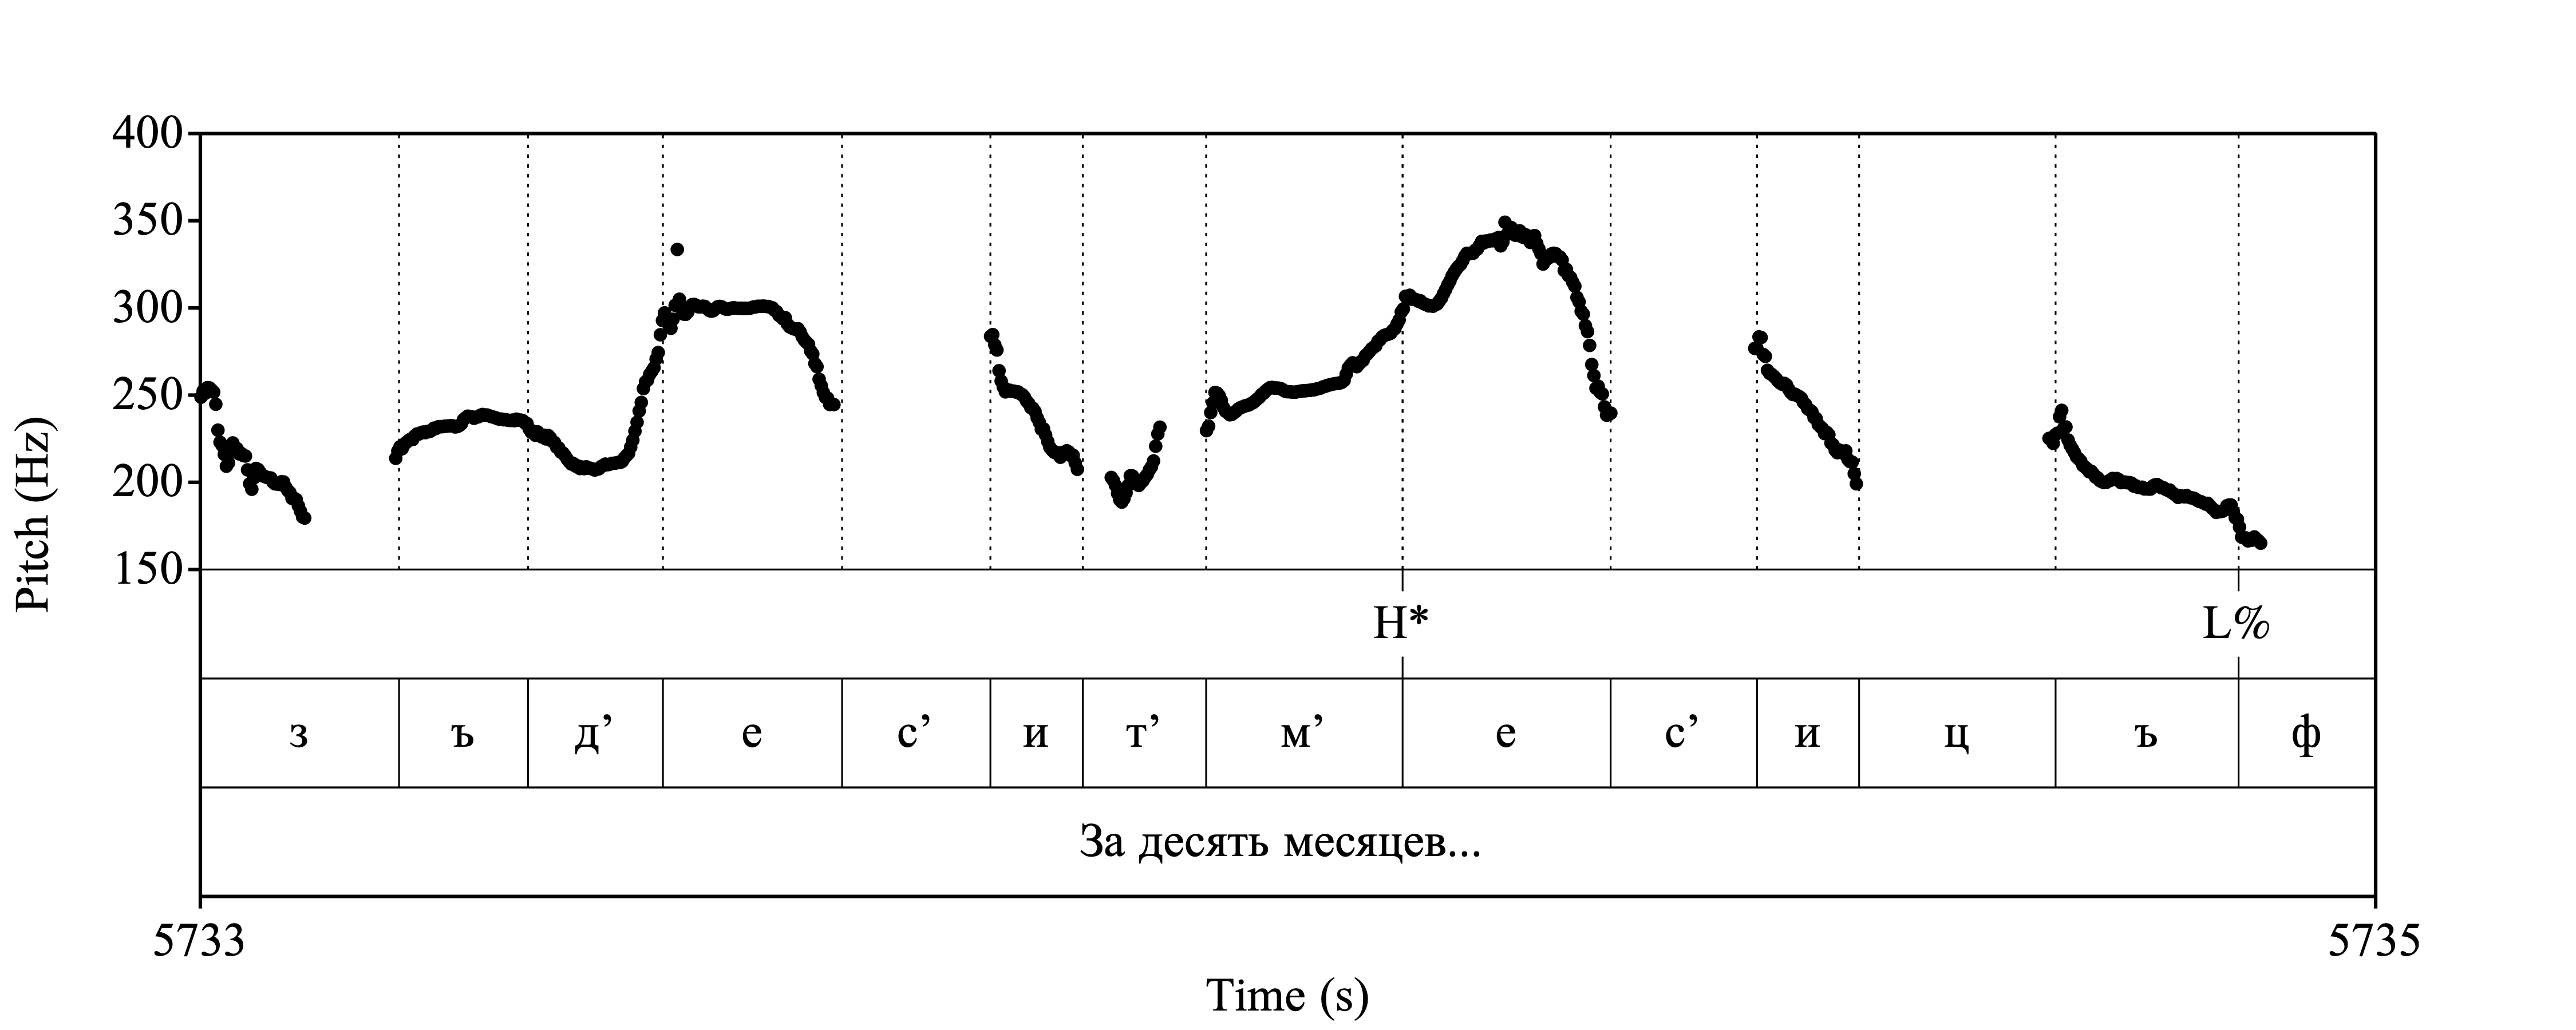 400
350
300
250
200
150
Pitch (Hz)
H* L%
з ъ д’ е с’ и т’ м’ е с’ и ц ъ ф
За десять месяцев...
5733 5735
Time (s)